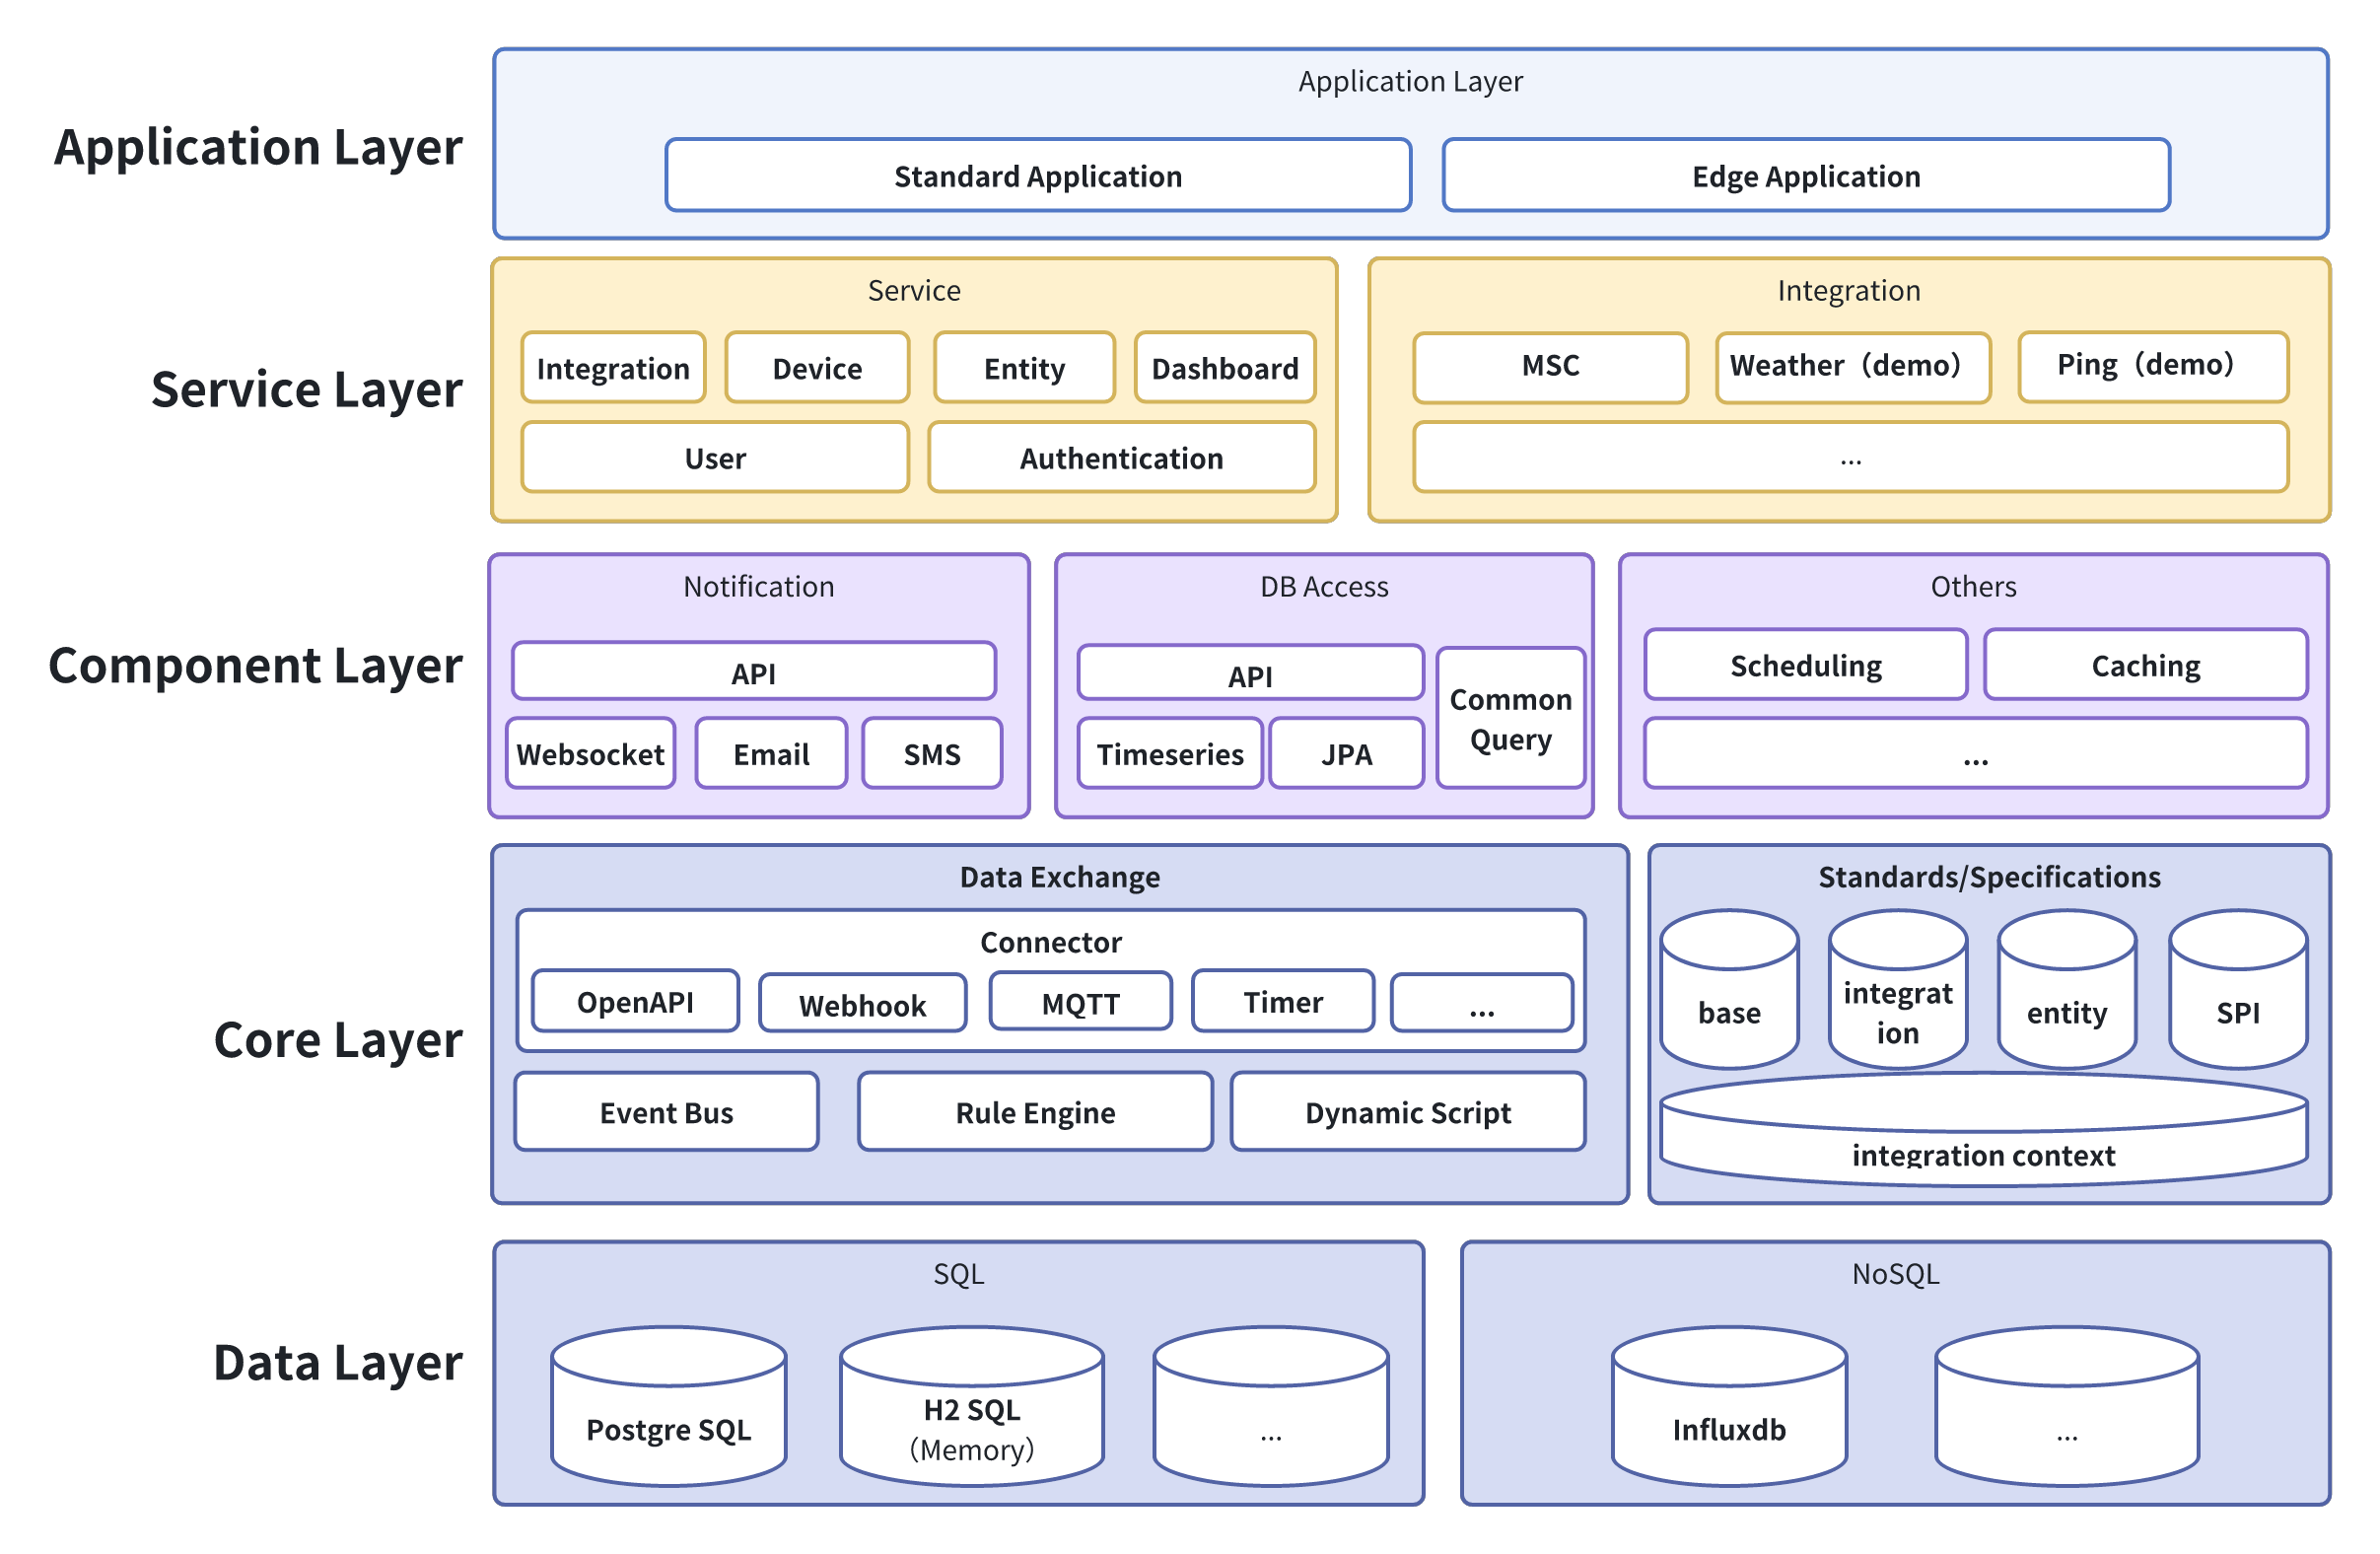 Application Layer
Application Layer
Standard Application
Edge Application
Service Layer
Service
Integration
Device
Entity
Dashboard
User
Authentication
Integration
MSC
Weather（demo）
Ping（demo）
...
Component Layer
Notification
API
Websocket
Email
SMS
DB Access
API
Timeseries
JPA
Common
Query
Others
Scheduling
Caching
...
Core Layer
Data Exchange
Connector
OpenAPI
Webhook
MQTT
Timer
...
Event Bus
Rule Engine
Dynamic Script
Standards/Specifications
base
integrat
ion
entity
SPI
integration context
Data Layer
SQL
Postgre SQL
H2 SQL
（Memory）
...
NoSQL
Influxdb
...